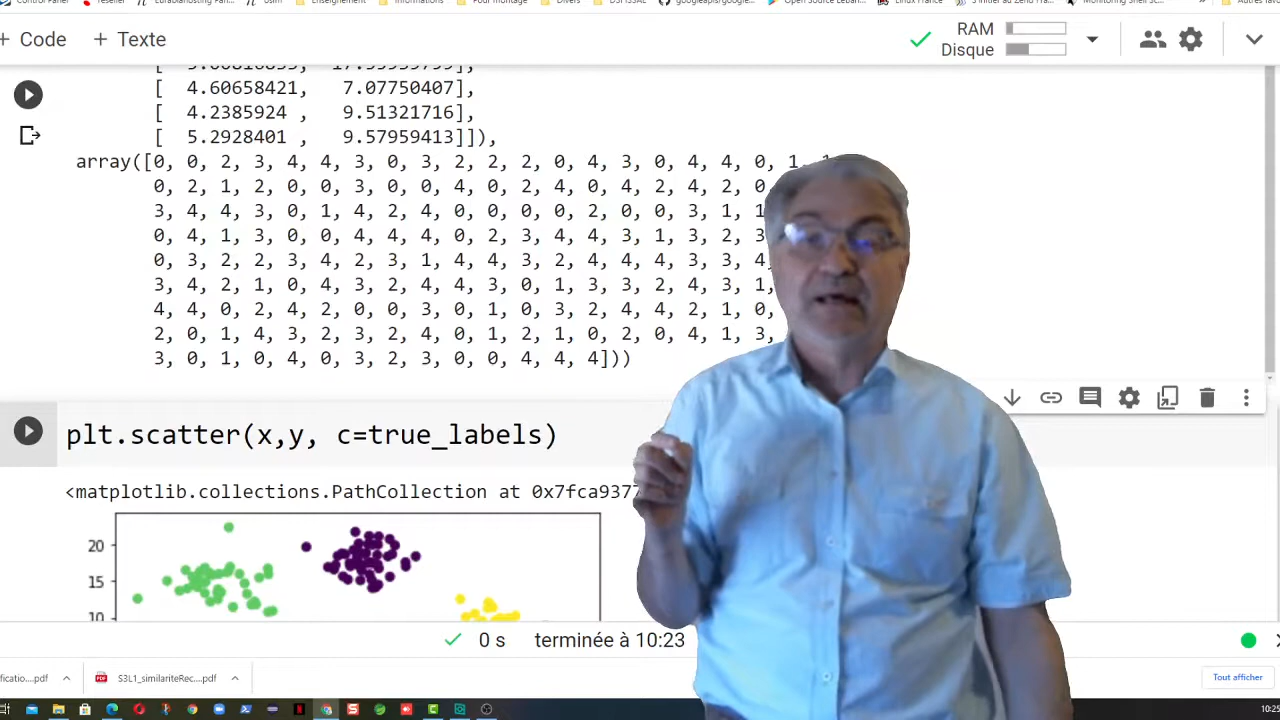 + Code + Texte
RAM
Disque
[ 4.60658421, 7.07750407],
[ 4.2385924 , 9.51321716],
[ 5.2928401 , 9.57959413]]),
array([0, 0, 2, 3, 4, 4, 3, 0, 3, 2, 2, 2, 0, 4, 3, 0, 4, 4, 0, 1, 1
0, 2, 1, 2, 0, 0, 3, 0, 0, 4, 0, 2, 4, 0, 4, 2, 4, 2, 0
3, 4, 4, 3, 0, 1, 4, 2, 4, 0, 0, 0, 0, 2, 0, 0, 3, 1, 1
0, 4, 1, 3, 0, 0, 4, 4, 4, 0, 2, 3, 4, 4, 3, 1, 3, 2, 3
0, 3, 2, 2, 3, 4, 2, 3, 1, 4, 4, 3, 2, 4, 4, 4, 3, 3, 4
3, 4, 2, 1, 0, 4, 3, 2, 4, 4, 3, 0, 1, 3, 3, 2, 4, 3, 1,
4, 4, 0, 2, 4, 2, 0, 0, 3, 0, 1, 0, 3, 2, 4, 4, 2, 1, 0
2, 0, 1, 4, 3, 2, 3, 2, 4, 0, 1, 2, 1, 0, 2, 0, 4, 1, 3,
3, 0, 1, 0, 4, 0, 3, 2, 3, 0, 0, 4, 4, 4]))
plt.scatter(x,y, c=true_labels)
<matplotlib.collections.PathCollection at 0x7fca937
20
15
10
0 s terminée à 10:23
ficatio....pdf S3L1_similariteRec....pdf Tout afficher